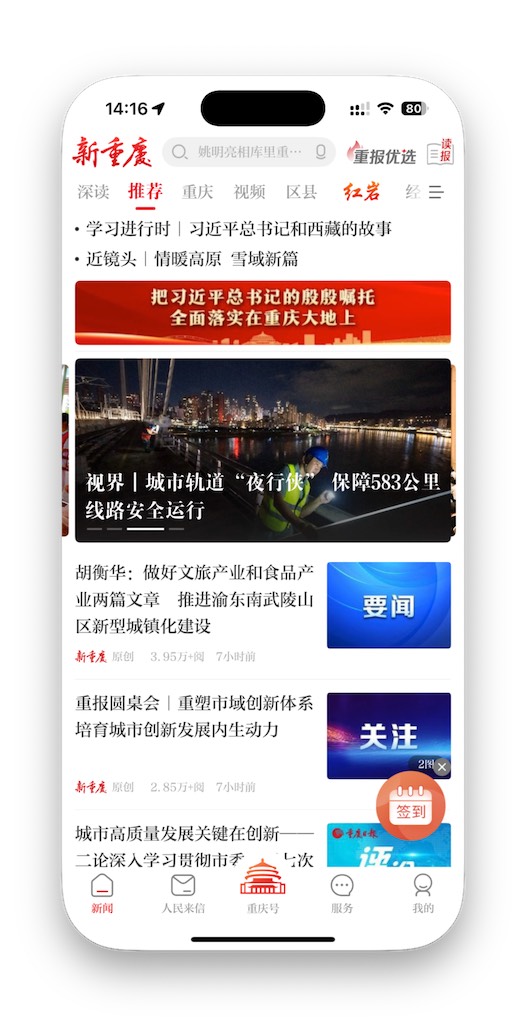 14:16
80
新重庆
姚明亮相库里重…
重报优选
读报
深读 推荐 重庆 视频 区县 红岩 经
• 学习进行时｜习近平总书记和西藏的故事
• 近镜头｜情暖高原 雪域新篇
把习近平总书记的殷殷嘱托
全面落实在重庆大地上
视界｜城市轨道“夜行侠” 保障583公里
线路安全运行
胡衡华：做好文旅产业和食品产
业两篇文章 推进渝东南武陵山
区新型城镇化建设
要闻
新重庆 原创 3.95万+阅 7小时前
重报圆桌会｜重塑市域创新体系
培育城市创新发展内生动力
关注
2图
新重庆 原创 2.85万+阅 7小时前
签到
城市高质量发展关键在创新——
二论深入学习贯彻市委 七次
重庆日报
评论
新闻 人民来信 重庆号 服务 我的